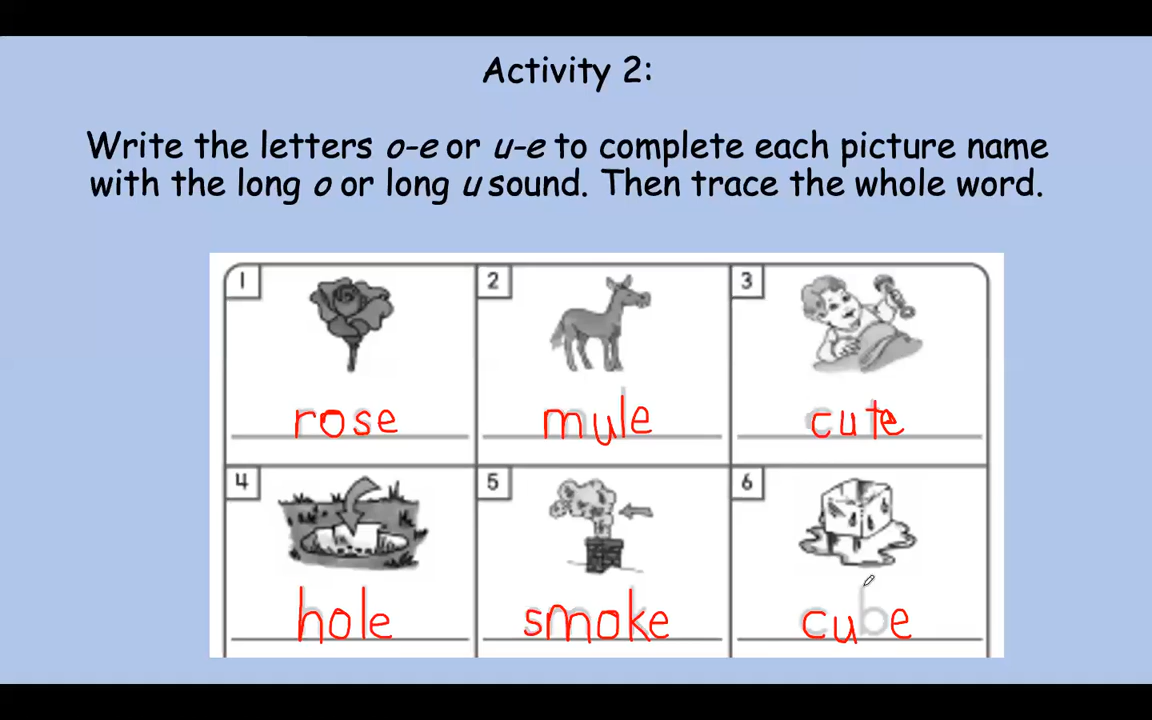 Activity 2:
Write the letters o-e or u-e to complete each picture name
with the long o or long u sound. Then trace the whole word.
1
2
3
rose
mule
cute
4
5
6
hole
smoke
cube